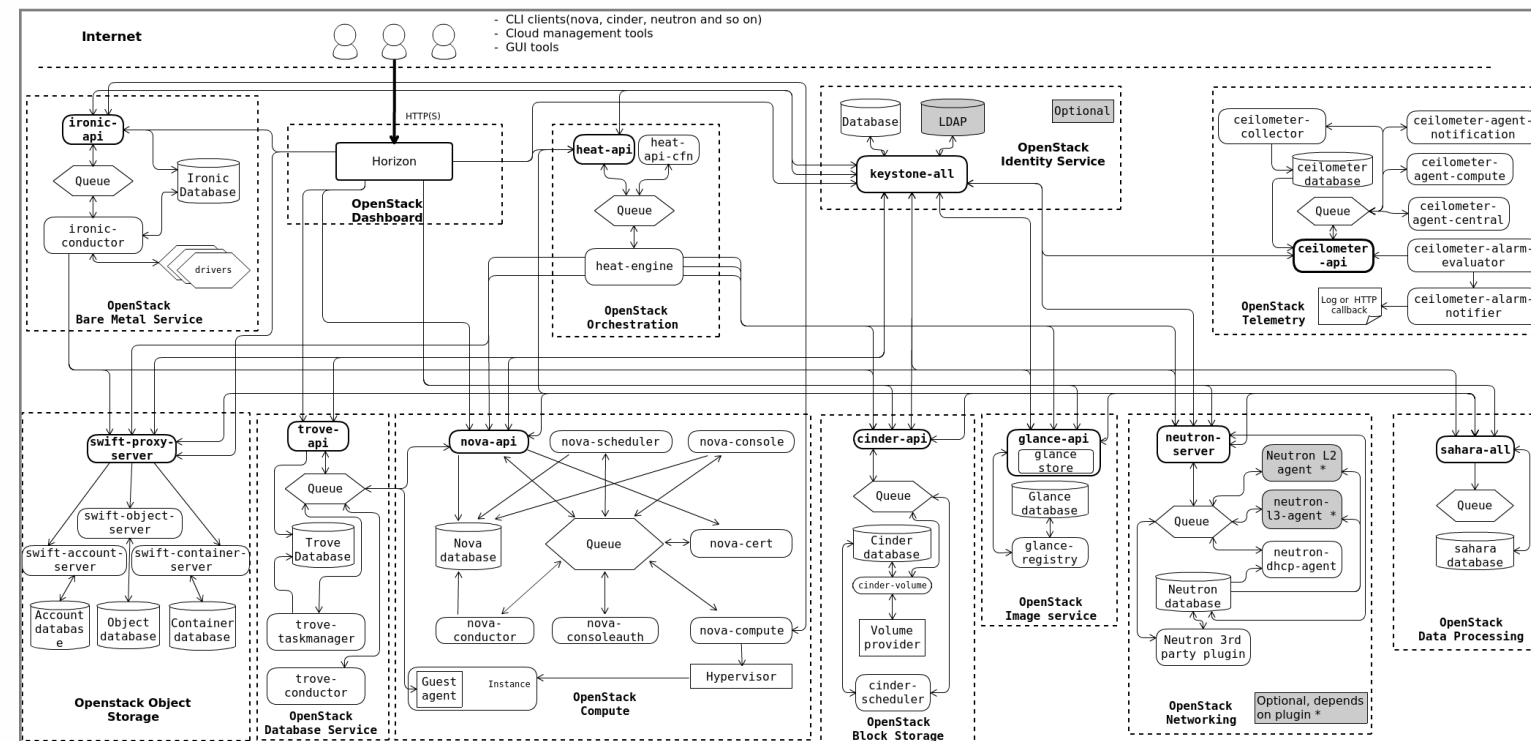 Internet
- CLI clients(nova, cinder, neutron and so on)
- Cloud management tools
- GUI tools
HTTP(S)
ironic-
api
Queue
Ironic
Database
ironic-
conductor
drivers
OpenStack
Bare Metal Service
Horizon
OpenStack
Dashboard
heat-api
heat-
api-cfn
Queue
heat-engine
OpenStack
Orchestration
Database
LDAP
Optional
OpenStack
Identity Service
keystone-all
ceilometer-
collector
ceilometer-agent-
notification
ceilometer
database
ceilometer-
agent-compute
Queue
ceilometer-
agent-central
ceilometer
-api
ceilometer-alarm-
evaluator
Log or HTTP
callback
ceilometer-alarm-
notifier
OpenStack
Telemetry
swift-proxy-
server
swift-object-
server
swift-account-
server
swift-container-
server
Account
databas
e
Object
database
Container
database
Openstack Object
Storage
trove-
api
Queue
Trove
Database
trove-
taskmanager
trove-
conductor
OpenStack
Database Service
nova-api
nova-scheduler
nova-console
Nova
database
Queue
nova-cert
nova-
conductor
nova-
consoleauth
nova-compute
Guest
agent
Instance
Hypervisor
OpenStack
Compute
cinder-api
Queue
Cinder
database
cinder-volume
Volume
provider
cinder-
scheduler
OpenStack
Block Storage
glance-api
glance
store
Glance
database
glance-
registry
OpenStack
Image service
neutron-
server
Neutron L2
agent *
Queue
neutron-
l3-agent *
neutron-
dhcp-agent
Neutron
database
Neutron 3rd
party plugin
OpenStack
Networking
Optional, depends
on plugin *
sahara-all
Queue
sahara
database
OpenStack
Data Processing